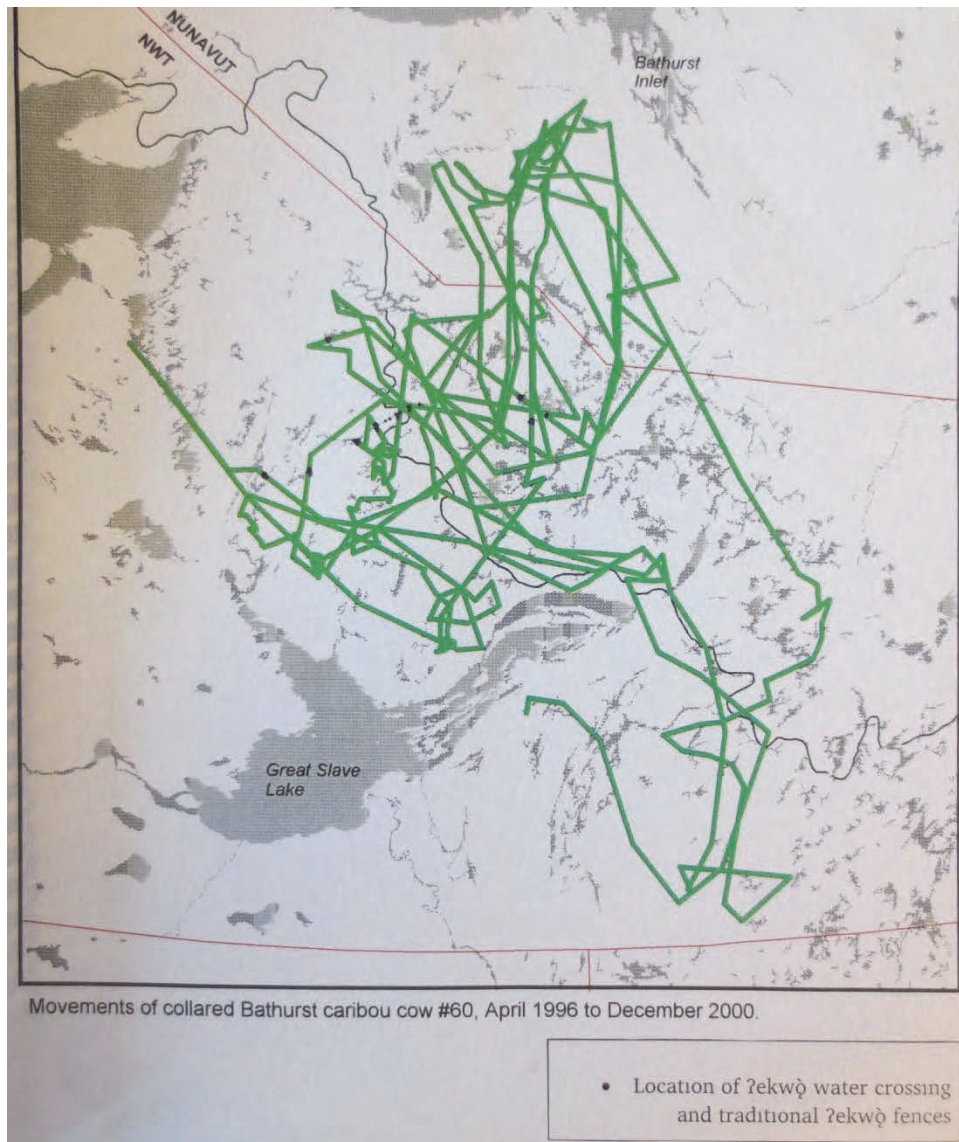 NUNAVUT
NWT
Bathurst
Inlet
Great Slave
Lake
Movements of collared Bathurst caribou cow #60, April 1996 to December 2000.
• Location of ʔekwǫ̀ water crossing
and traditional ʔekwǫ̀ fences